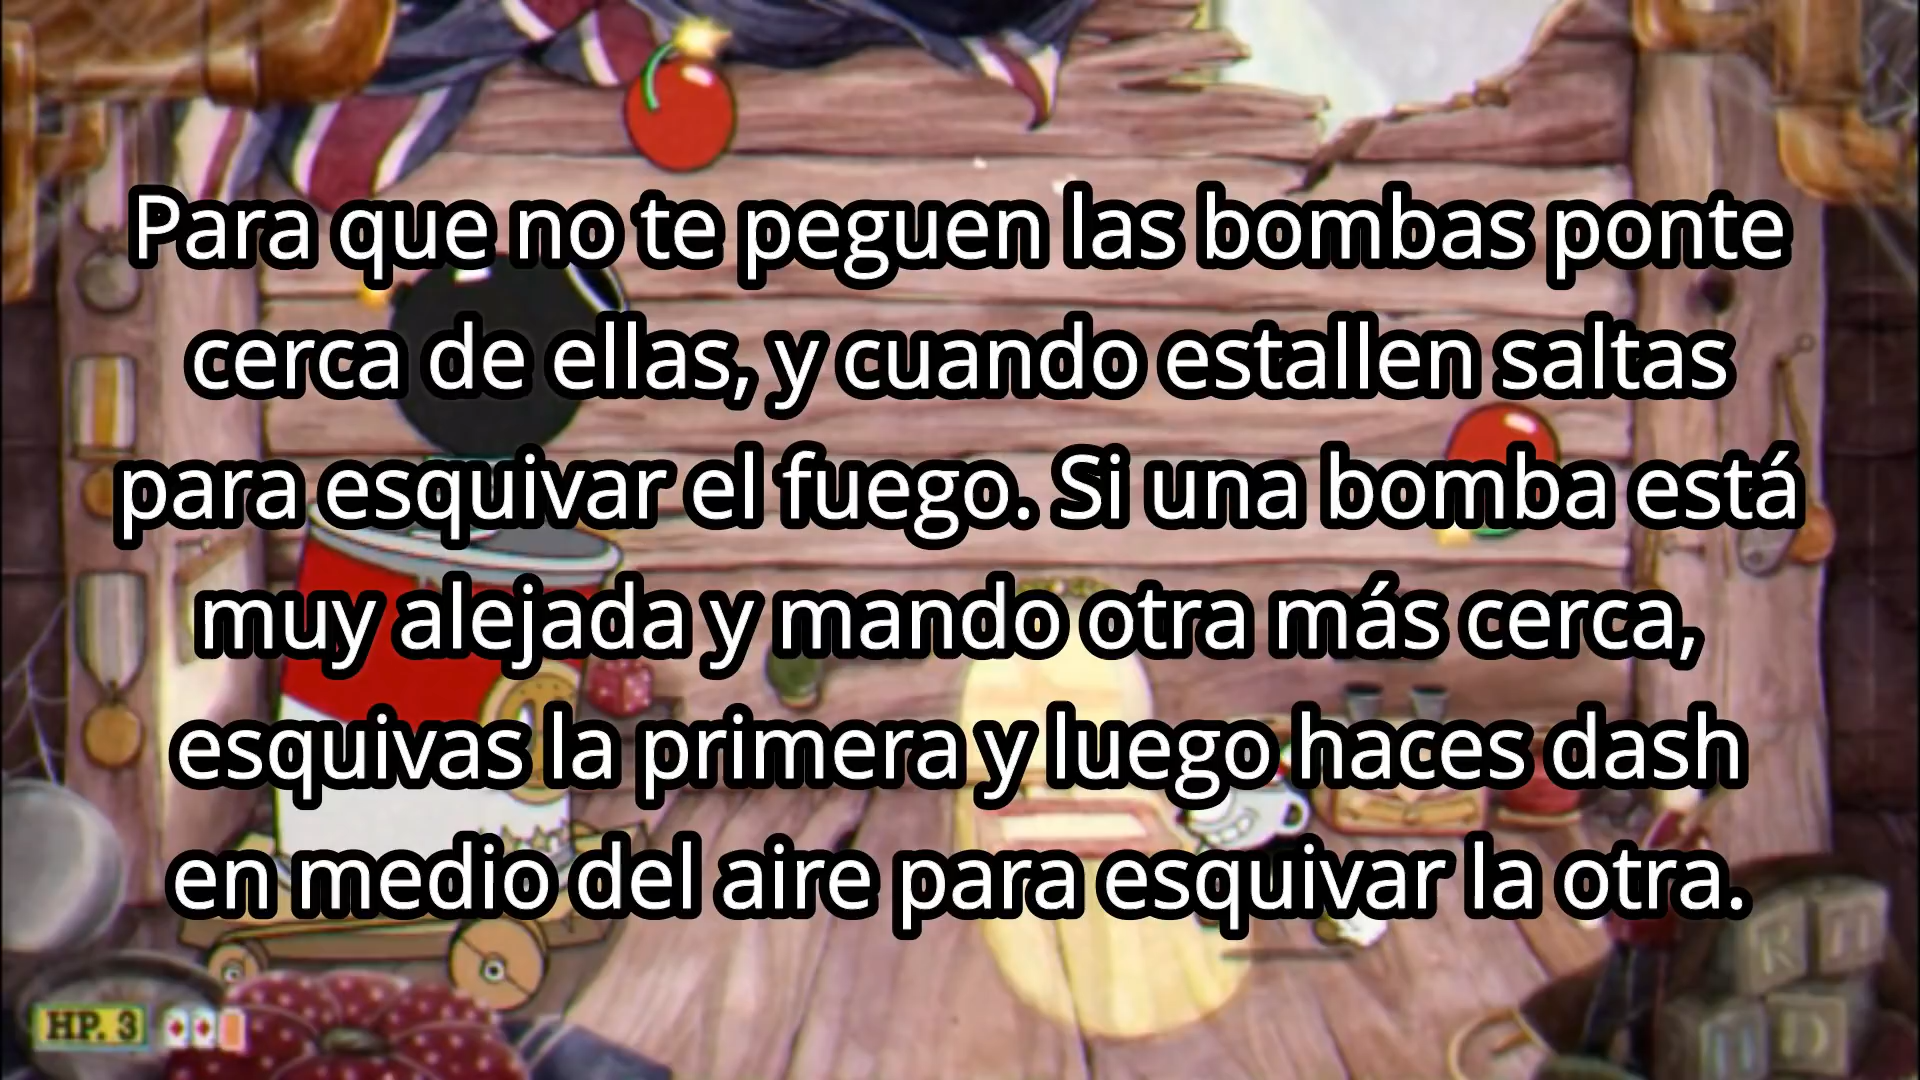 Para que no te peguen las bombas ponte
cerca de ellas, y cuando estallen saltas
para esquivar el fuego. Si una bomba está
muy alejada y mando otra más cerca,
esquivas la primera y luego haces dash
en medio del aire para esquivar la otra.
HP. 3